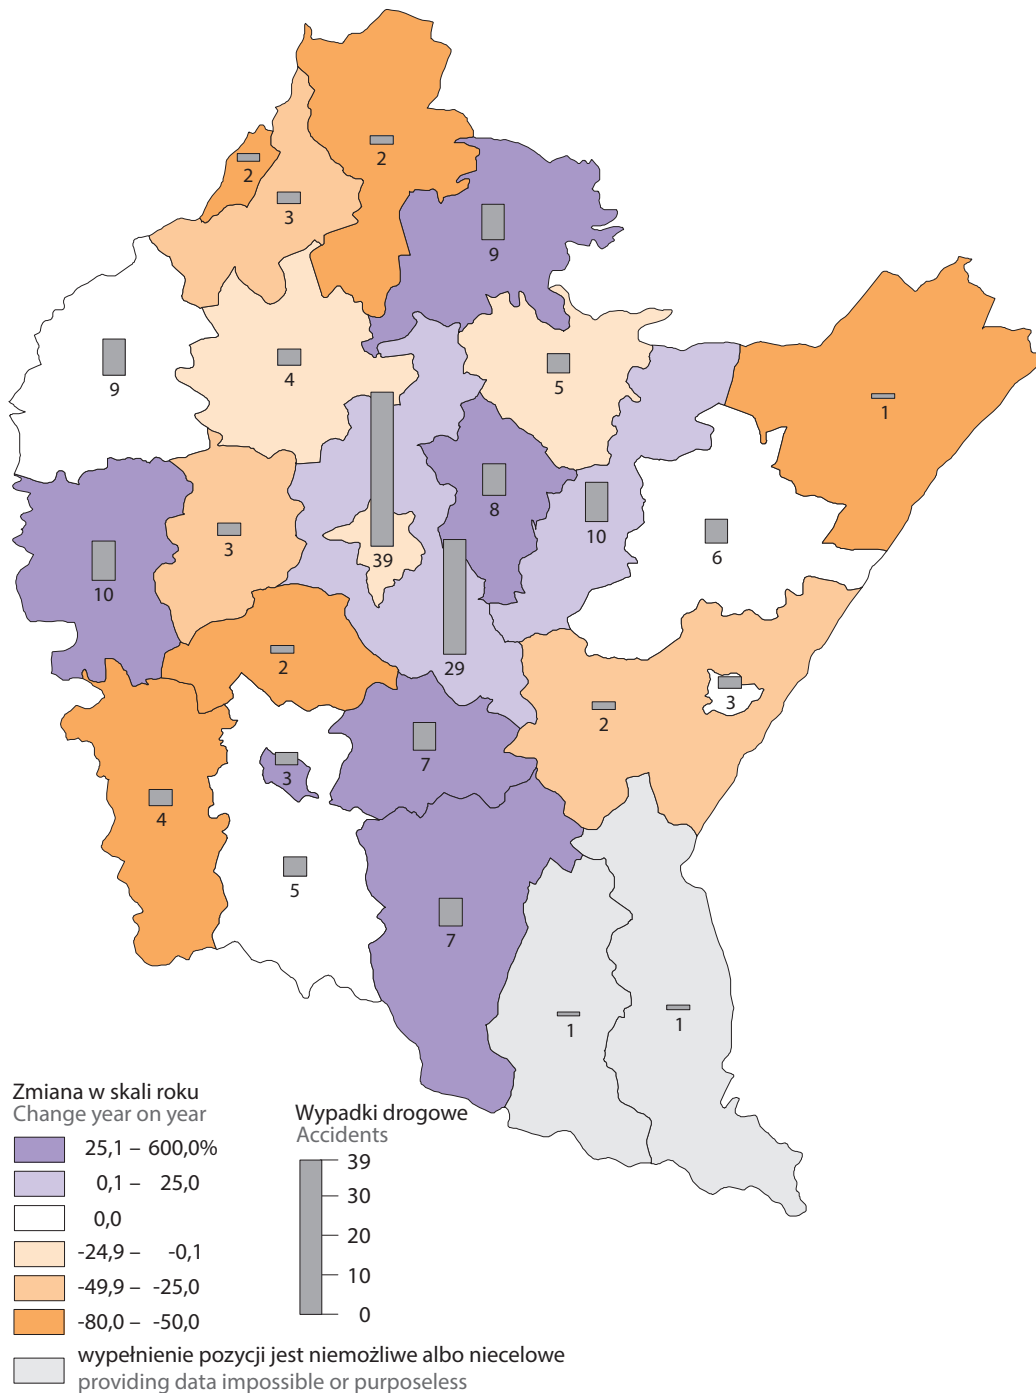 2
2
3
9
9
4
5
1
8
10
3
39
6
10
2
29
2
3
7
3
4
5
7
1
1
Zmiana w skali roku
Change year on year
25,1 – 600,0%
0,1 – 25,0
0,0
-24,9 – -0,1
-49,9 – -25,0
-80,0 – -50,0
wypełnienie pozycji jest niemożliwe albo niecelowe
providing data impossible or purposeless
Wypadki drogowe
Accidents
39
30
20
10
0